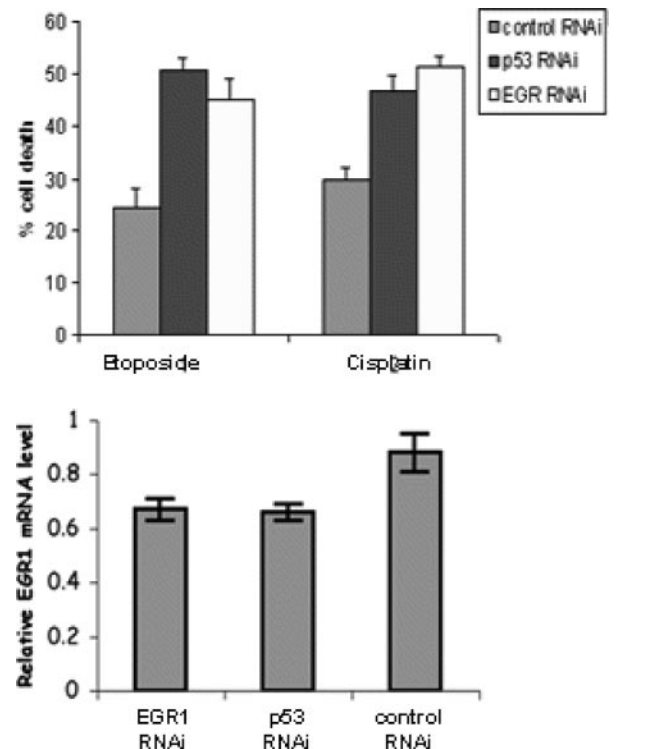 60
50
40
30
20
10
0
% cell death
control RNAi
p53 RNAi
EGR RNAi
Etoposide
Cisplatin
1
0.8
0.6
0.4
0.2
0
Relative EGR1 mRNA level
EGR1
RNAi
p53
RNAi
control
RNAi